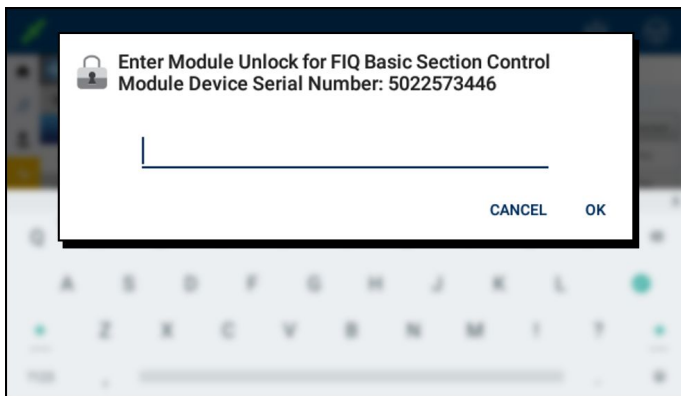 Enter Module Unlock for FIQ Basic Section Control
Module Device Serial Number: 5022573446
CANCEL OK
Q
A S D F G H J K L
Z X C V B N M ! ?